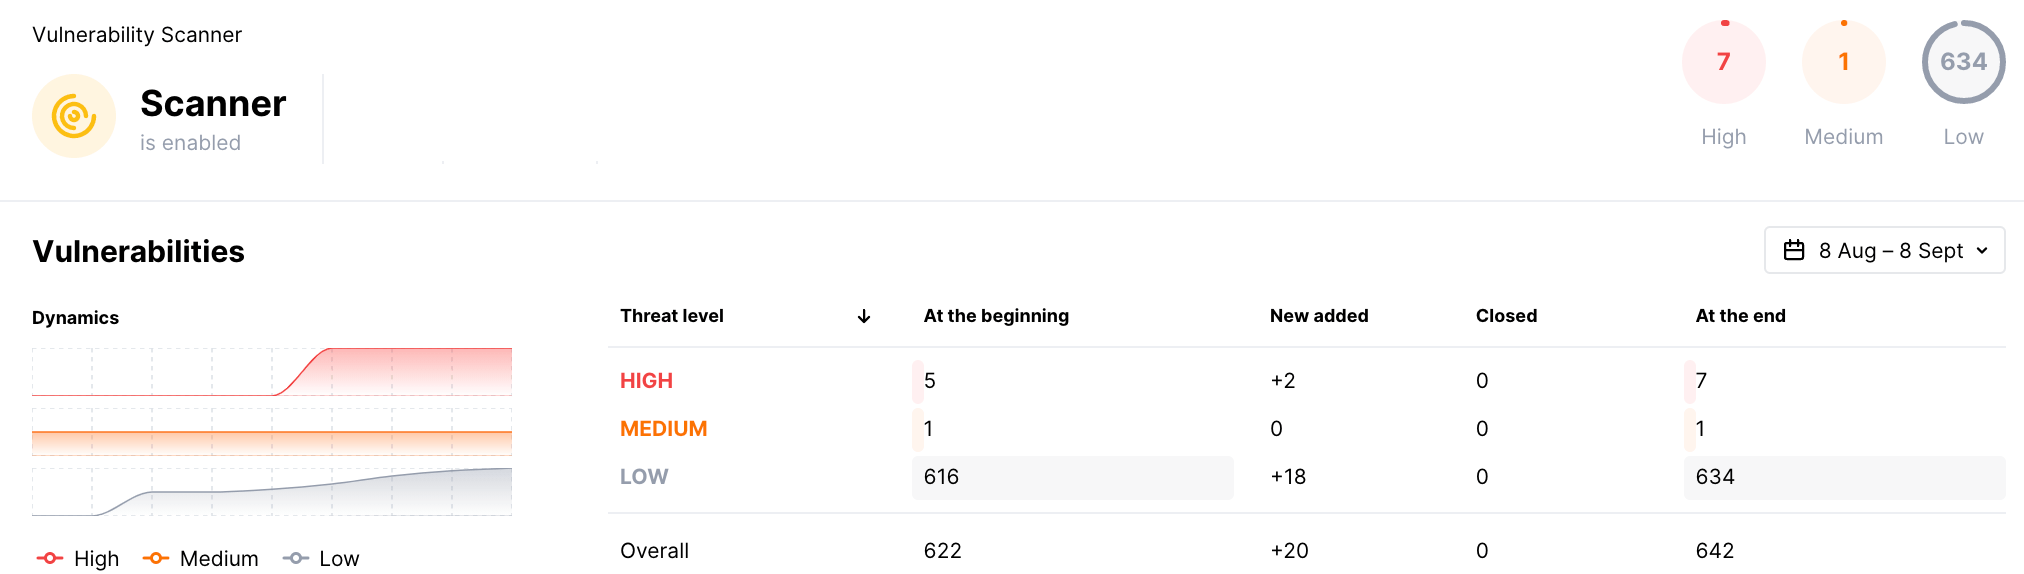 Vulnerability Scanner
Scanner
is enabled
7
1
634
High
Medium
Low
Vulnerabilities
8 Aug – 8 Sept
Dynamics
High
Medium
Low
Threat level
At the beginning
New added
Closed
At the end
HIGH
5
+2
0
7
MEDIUM
1
0
0
1
LOW
616
+18
0
634
Overall
622
+20
0
642